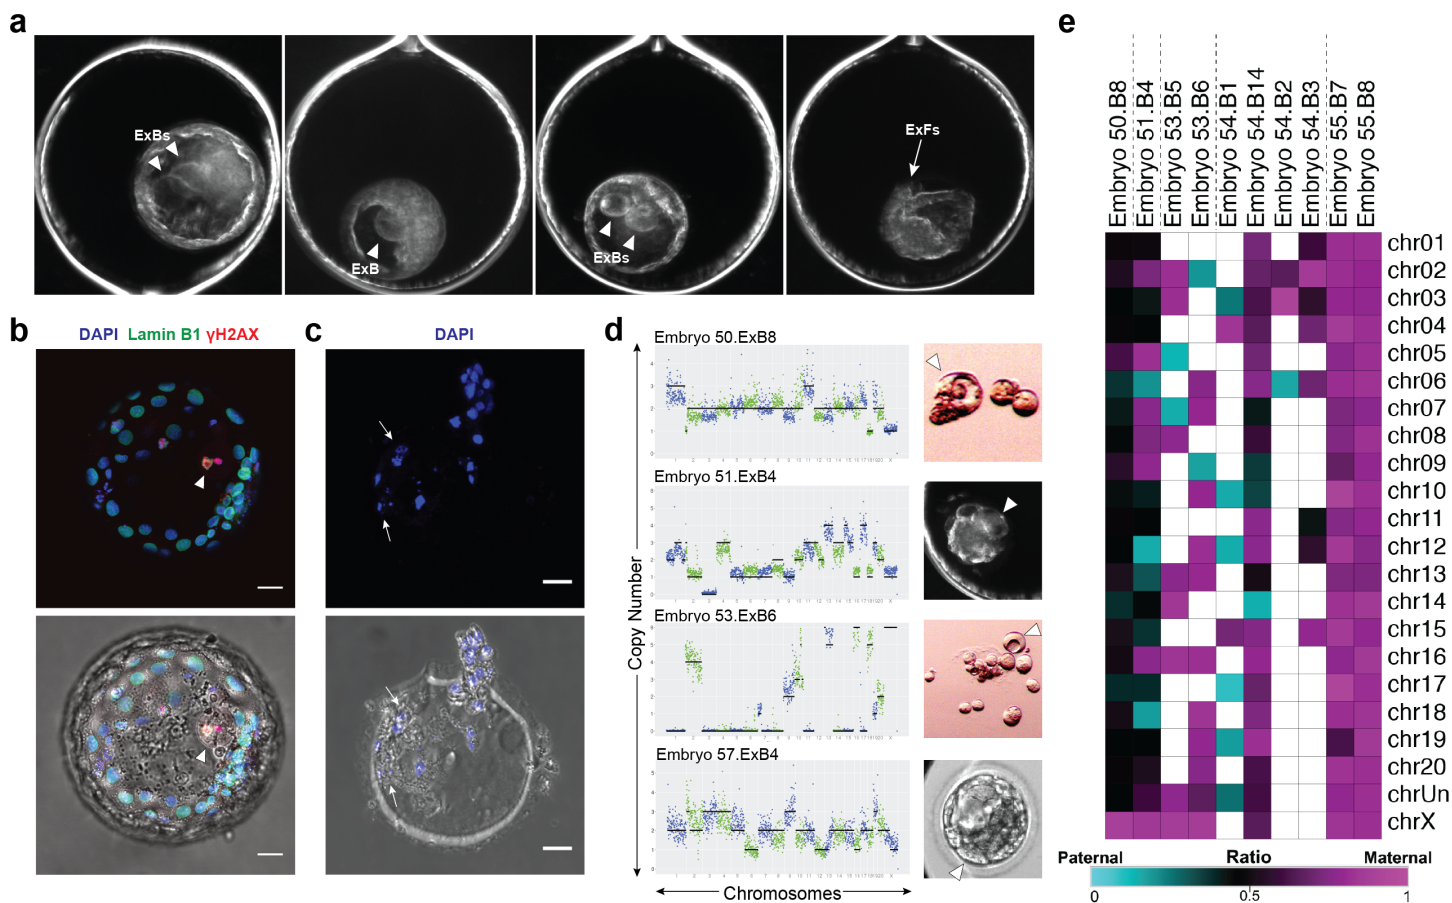 a
ExBs
ExB
ExBs
ExFs
b
DAPI Lamin B1 γH2AX
c
DAPI
d
Embryo 50.ExB8
Embryo 51.ExB4
Embryo 53.ExB6
Embryo 57.ExB4
Copy Number
Chromosomes
e
Embryo 50.B8
Embryo 51.B4
Embryo 53.B5
Embryo 53.B6
Embryo 54.B1
Embryo 54.B14
Embryo 54.B2
Embryo 54.B3
Embryo 55.B7
Embryo 55.B8
chr01
chr02
chr03
chr04
chr05
chr06
chr07
chr08
chr09
chr10
chr11
chr12
chr13
chr14
chr15
chr16
chr17
chr18
chr19
chr20
chrUn
chrX
Paternal Ratio Maternal
0 0.5 1